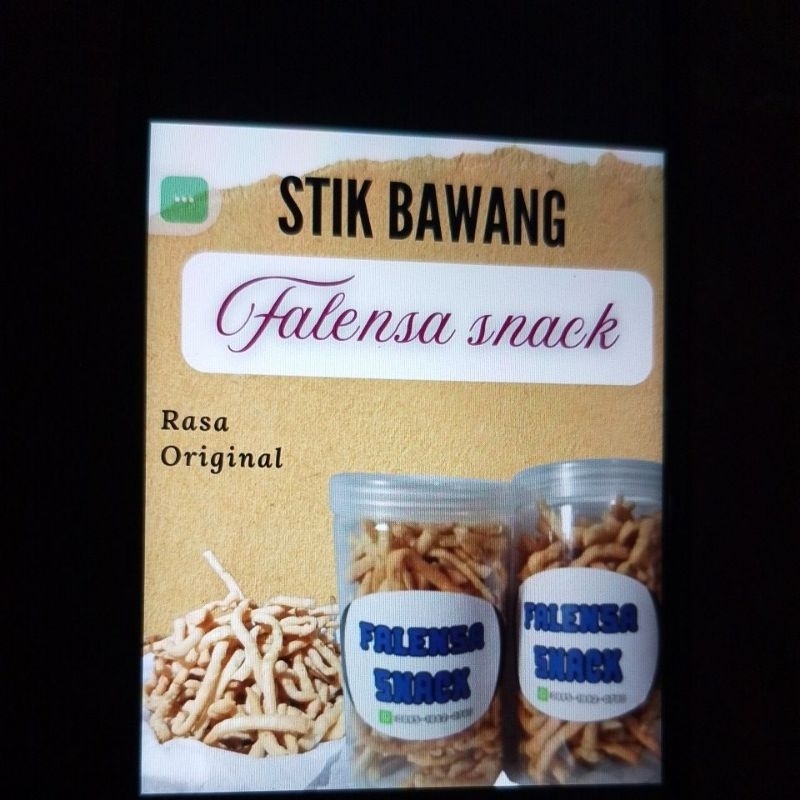 STIK BAWANG
Falensa snack
Rasa
Original
FALENSA
SNACK
FALENSA
SNACK